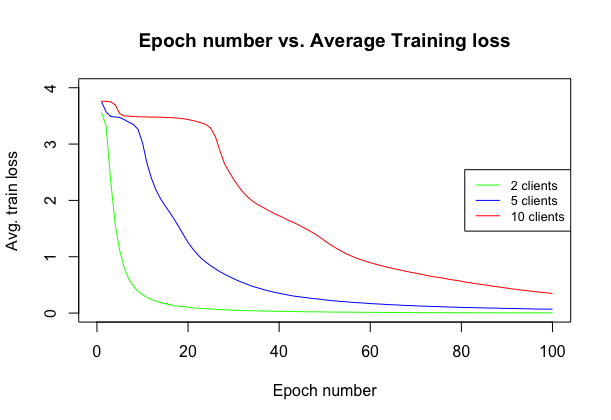 Epoch number vs. Average Training loss
Avg. train loss
4
3
2
1
0
2 clients
5 clients
10 clients
0 20 40 60 80 100
Epoch number